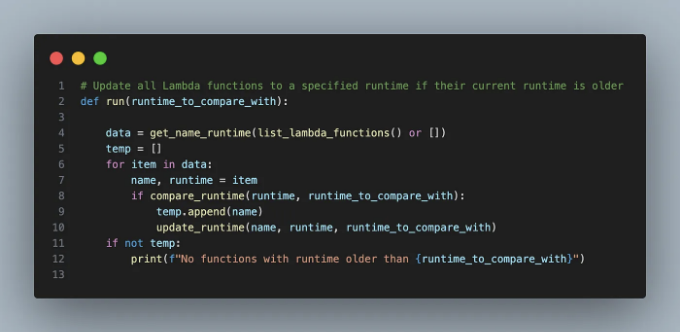 1 # Update all Lambda functions to a specified runtime if their current runtime is older
2 def run(runtime_to_compare_with):
3
4     data = get_name_runtime(list_lambda_functions() or [])
5     temp = []
6     for item in data:
7         name, runtime = item
8         if compare_runtime(runtime, runtime_to_compare_with):
9             temp.append(name)
10             update_runtime(name, runtime, runtime_to_compare_with)
11     if not temp:
12         print(f"No functions with runtime older than {runtime_to_compare_with}")
13